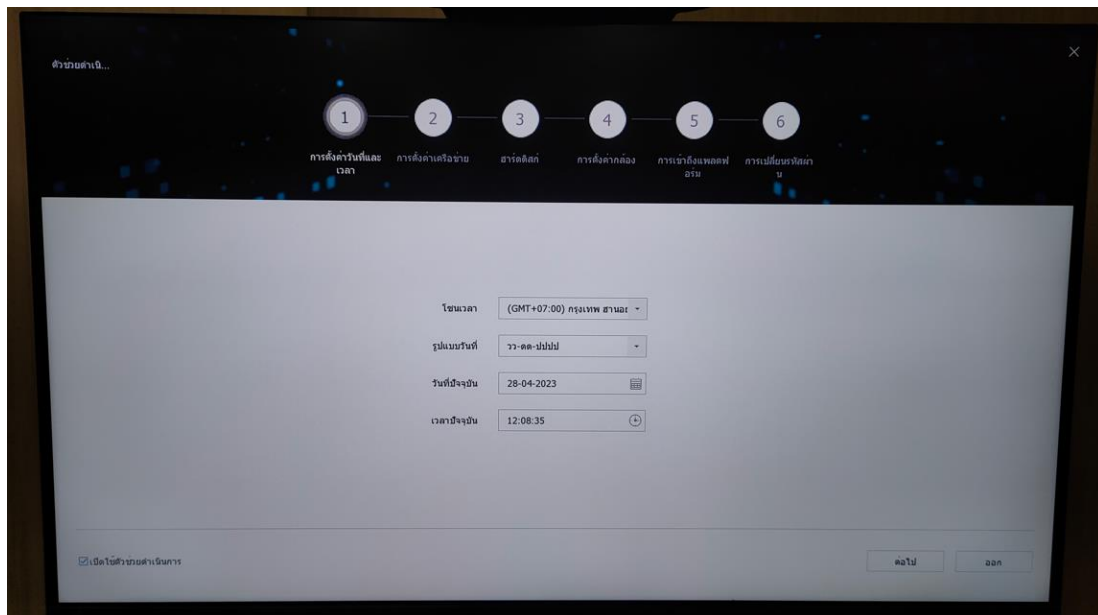 ตัวช่วยดำเนิ...
1 2 3 4 5 6
การตั้งค่าวันที่และ
เวลา
การตั้งค่าเครือข่าย
ฮาร์ดดิสก์
การตั้งค่ากล้อง
การเข้าถึงแพลตฟ
อร์ม
การเปลี่ยนรหัสผ่า
น
โซนเวลา (GMT+07:00) กรุงเทพ ฮานอย
รูปแบบวันที่ วว-ดด-ปปปป
วันที่ปัจจุบัน 28-04-2023
เวลาปัจจุบัน 12:08:35
เปิดใช้ตัวช่วยดำเนินการ
ต่อไป ออก